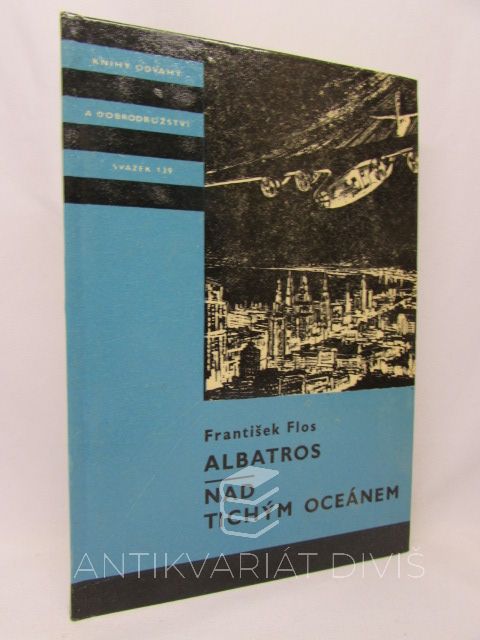 KNIHY ODVAHY
A DOBRODRUŽSTVÍ
SVAZEK 139
František Flos
ALBATROS
NAD
TICHÝM OCEÁNEM
ANTIKVARIÁT DIVIŠ